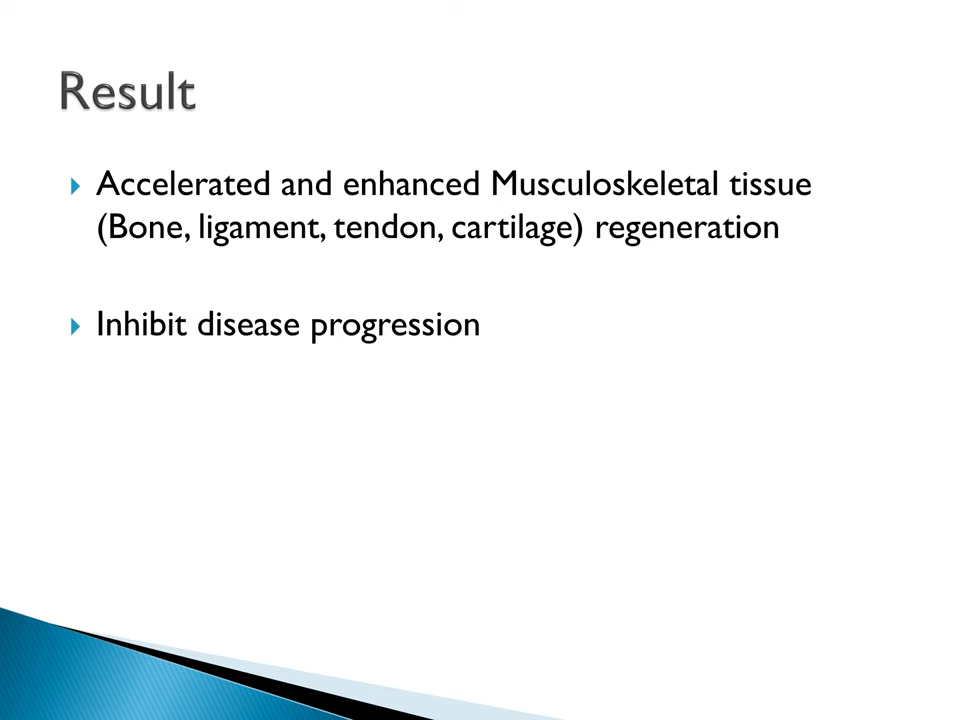 Result
Accelerated and enhanced Musculoskeletal tissue
(Bone, ligament, tendon, cartilage) regeneration
Inhibit disease progression